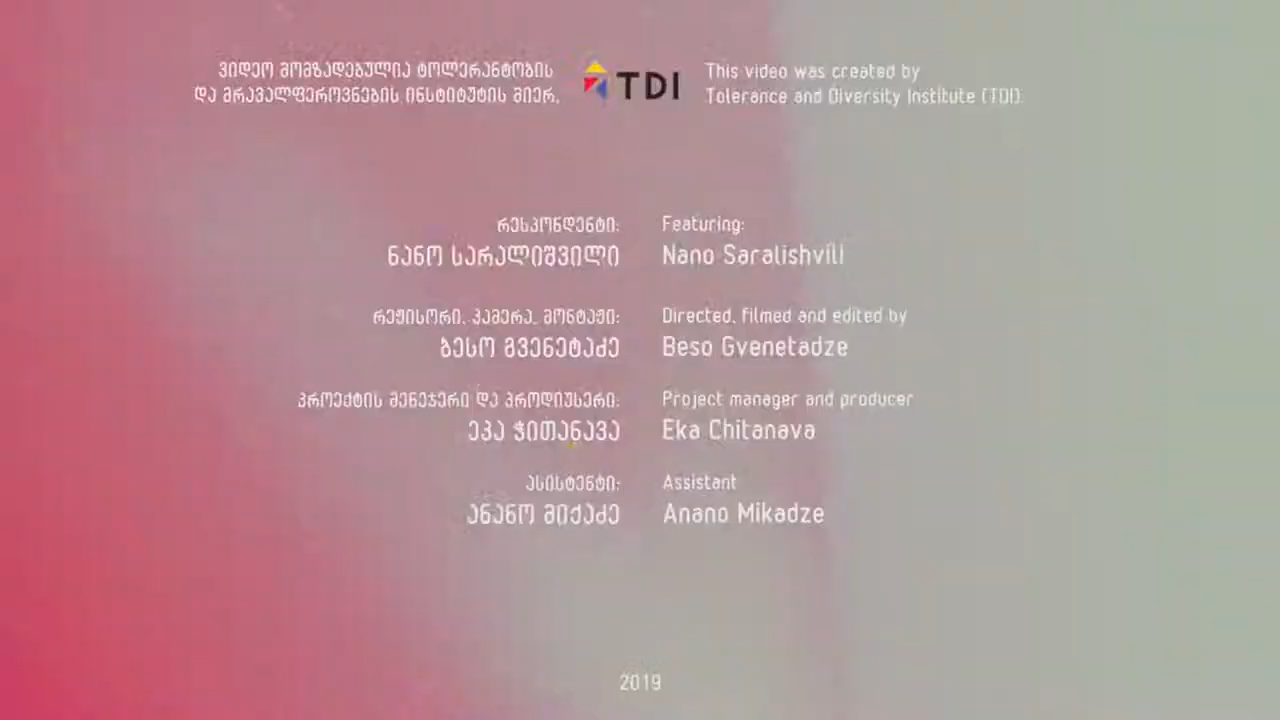 ვიდეო მომზადებულია ტოლერანტობის
და მრავალფეროვნების ინსტიტუტის მიერ.
TDI
This video was created by
Tolerance and Diversity Institute (TDI)
რესპონდენტი:
Featuring:
ნანო სარალიშვილი
Nano Saralishvili
რეჟისორი, კამერა, მონტაჟი:
Directed, filmed and edited by
ბესო გვენეტაძე
Beso Gvenetadze
პროექტის მენეჯერი და პროდიუსერი:
Project manager and producer
ეკა ჭითანავა
Eka Chitanava
ასისტენტი:
Assistant
ანანო მიქაძე
Anano Mikadze
2019